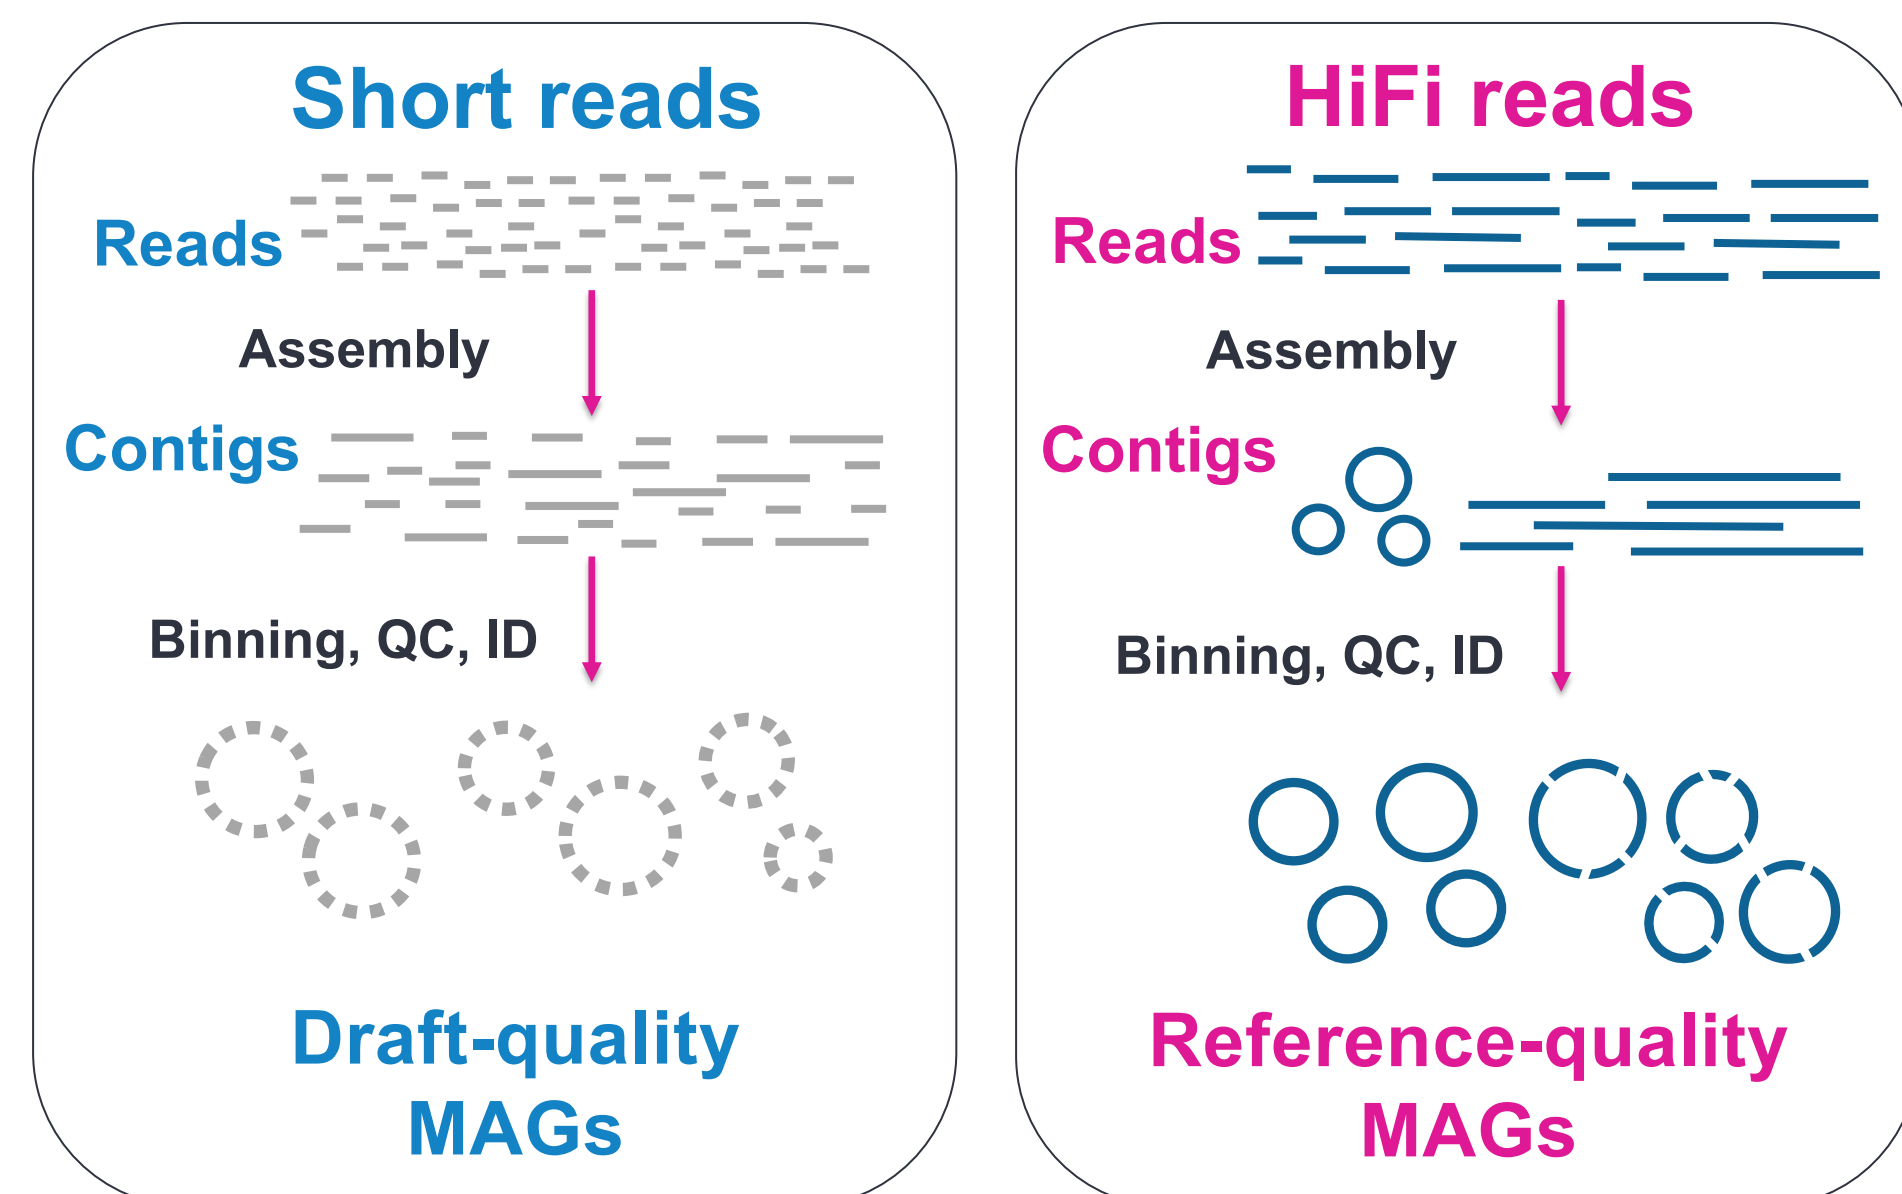 Short reads
Reads
Assembly
Contigs
Binning, QC, ID
Draft-quality
MAGs
HiFi reads
Reads
Assembly
Contigs
Binning, QC, ID
Reference-quality
MAGs